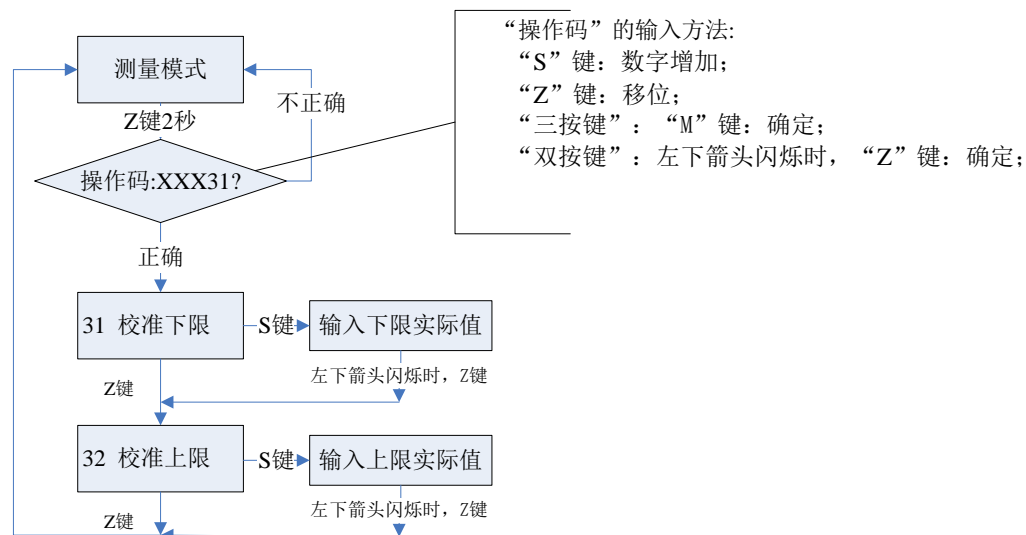 “操作码”的输入方法:
“S”键：数字增加；
“Z”键：移位；
“三按键”：“M”键：确定；
“双按键”：左下箭头闪烁时，“Z”键：确定；
测量模式
不正确
Z键2秒
操作码:XXX31?
正确
31 校准下限
S键
输入下限实际值
Z键
左下箭头闪烁时，Z键
32 校准上限
S键
输入上限实际值
Z键
左下箭头闪烁时，Z键